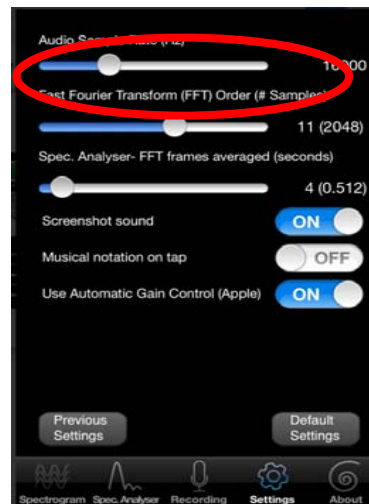 Audio Sample Rate (Hz)
16000
Fast Fourier Transform (FFT) Order (# Samples)
11 (2048)
Spec. Analyser- FFT frames averaged (seconds)
4 (0.512)
Screenshot sound
ON
Musical notation on tap
OFF
Use Automatic Gain Control (Apple)
ON
Previous
Settings
Default
Settings
Spectrogram Spec. Analyser Recording Settings About